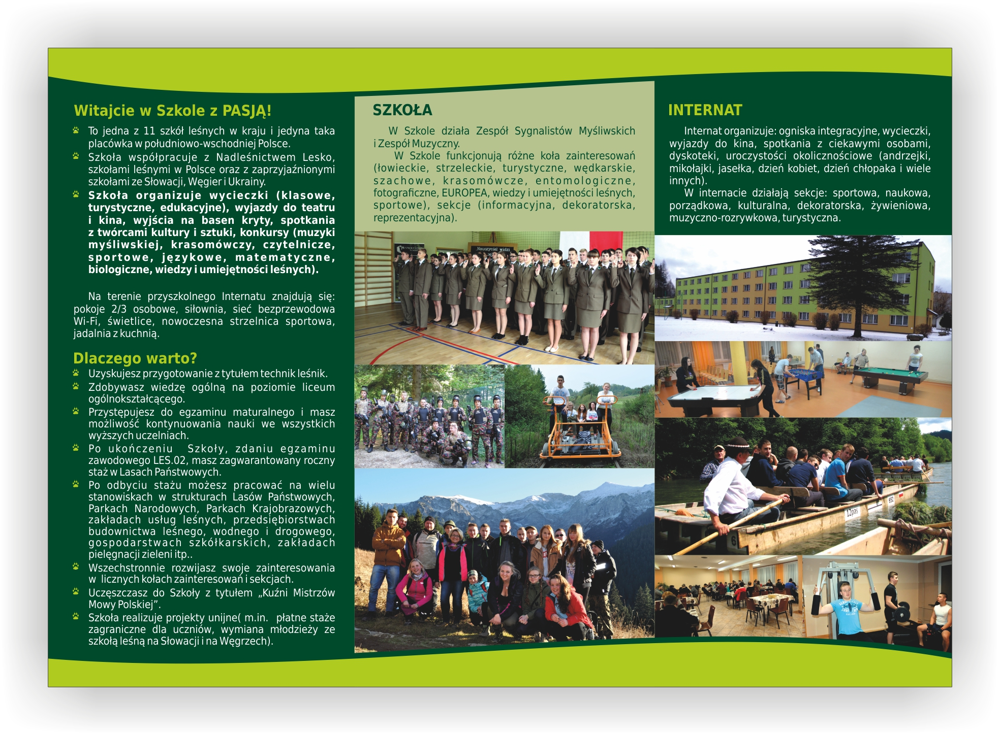 Witajcie w Szkole z PASJĄ!
To jedna z 11 szkół leśnych w kraju i jedyna taka
placówka w południowo-wschodniej Polsce.
Szkoła współpracuje z Nadleśnictwem Lesko,
szkołami leśnymi w Polsce oraz z zaprzyjaźnionymi
szkołami ze Słowacji, Węgier i Ukrainy.
Szkoła organizuje wycieczki (klasowe,
turystyczne, edukacyjne), wyjazdy do teatru
i kina, wyjścia na basen kryty, spotkania
z twórcami kultury i sztuki, konkursy (muzyki
myśliwskiej, krasomówczy, czytelnicze,
sportowe, językowe, matematyczne,
biologiczne, wiedzy i umiejętności leśnych).
Na terenie przyszkolnego Internatu znajdują się:
pokoje 2/3 osobowe, siłownia, sieć bezprzewodowa
Wi-Fi, świetlice, nowoczesna strzelnica sportowa,
jadalnia z kuchnią.
Dlaczego warto?
Uzyskujesz przygotowanie z tytułem technik leśnik.
Zdobywasz wiedzę ogólną na poziomie liceum
ogólnokształcącego.
Przystępujesz do egzaminu maturalnego i masz
możliwość kontynuowania nauki we wszystkich
wyższych uczelniach.
Po ukończeniu Szkoły, zdaniu egzaminu
zawodowego LES.02, masz zagwarantowany roczny
staż w Lasach Państwowych.
Po odbyciu stażu możesz pracować na wielu
stanowiskach w strukturach Lasów Państwowych,
Parkach Narodowych, Parkach Krajobrazowych,
zakładach usług leśnych, przedsiębiorstwach
budownictwa leśnego, wodnego i drogowego,
gospodarstwach szkółkarskich, zakładach
pielęgnacji zieleni itp..
Wszechstronnie rozwijasz swoje zainteresowania
w licznych kołach zainteresowań i sekcjach.
Uczęszczasz do Szkoły z tytułem „Kuźni Mistrzów
Mowy Polskiej”.
Szkoła realizuje projekty unijne( m.in. płatne staże
zagraniczne dla uczniów, wymiana młodzieży ze
szkołą leśną na Słowacji i na Węgrzech).
SZKOŁA
W Szkole działa Zespół Sygnalistów Myśliwskich
i Zespół Muzyczny.
W Szkole funkcjonują różne koła zainteresowań
(łowieckie, strzeleckie, turystyczne, wędkarskie,
szachowe, krasomówcze, entomologiczne,
fotograficzne, EUROPEA, wiedzy i umiejętności leśnych,
sportowe), sekcje (informacyjna, dekoratorska,
reprezentacyjna).
Nauczyciel widzi
INTERNAT
Internat organizuje: ogniska integracyjne, wycieczki,
wyjazdy do kina, spotkania z ciekawymi osobami,
dyskoteki, uroczystości okolicznościowe (andrzejki,
mikołajki, jasełka, dzień kobiet, dzień chłopaka i wiele
innych).
W internacie działają sekcje: sportowa, naukowa,
porządkowa, kulturalna, dekoratorska, żywieniowa,
muzyczno-rozrywkowa, turystyczna.
652
12pas
6